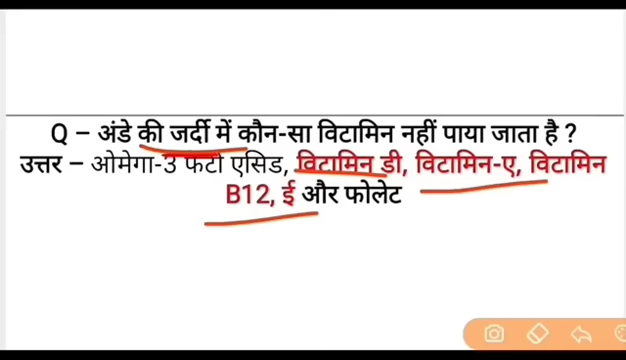 Q – अंडे की जर्दी में कौन-सा विटामिन नहीं पाया जाता है ?
उत्तर – ओमेगा-3 फैटी एसिड, विटामिन डी, विटामिन-ए, विटामिन
B12, ई और फोलेट